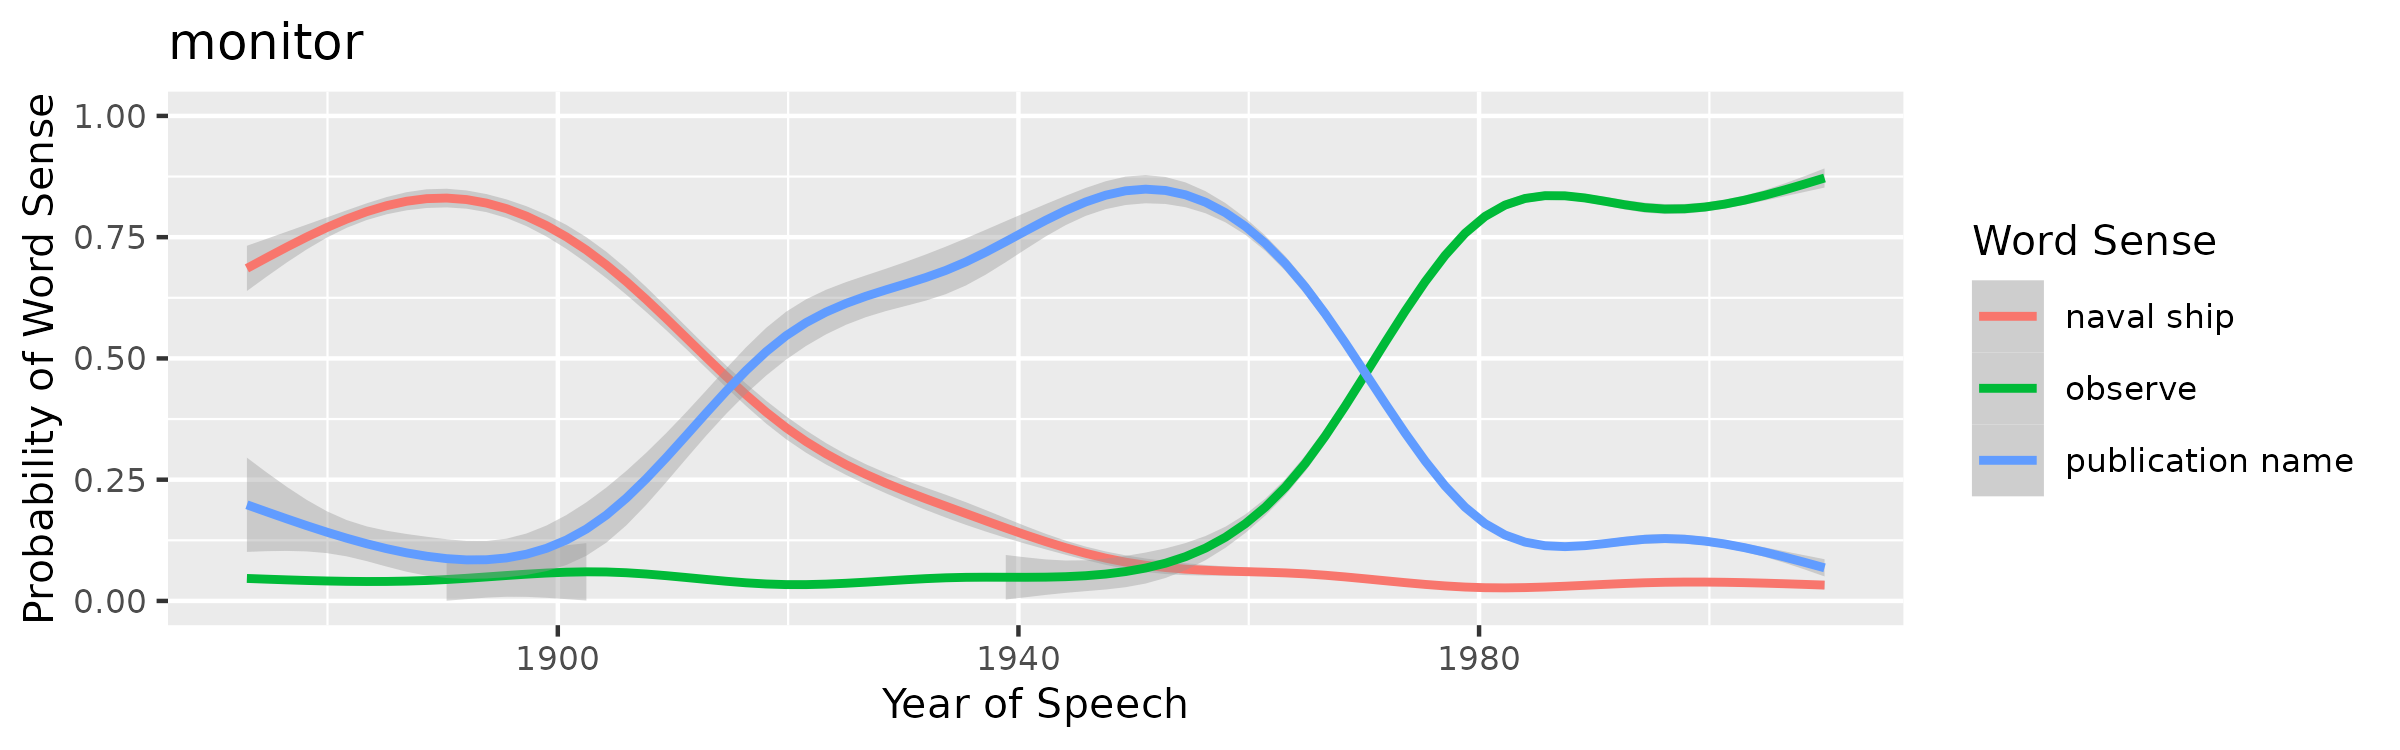 monitor
Probability of Word Sense
1.00
0.75
0.50
0.25
0.00
1900
1940
1980
Year of Speech
Word Sense
naval ship
observe
publication name